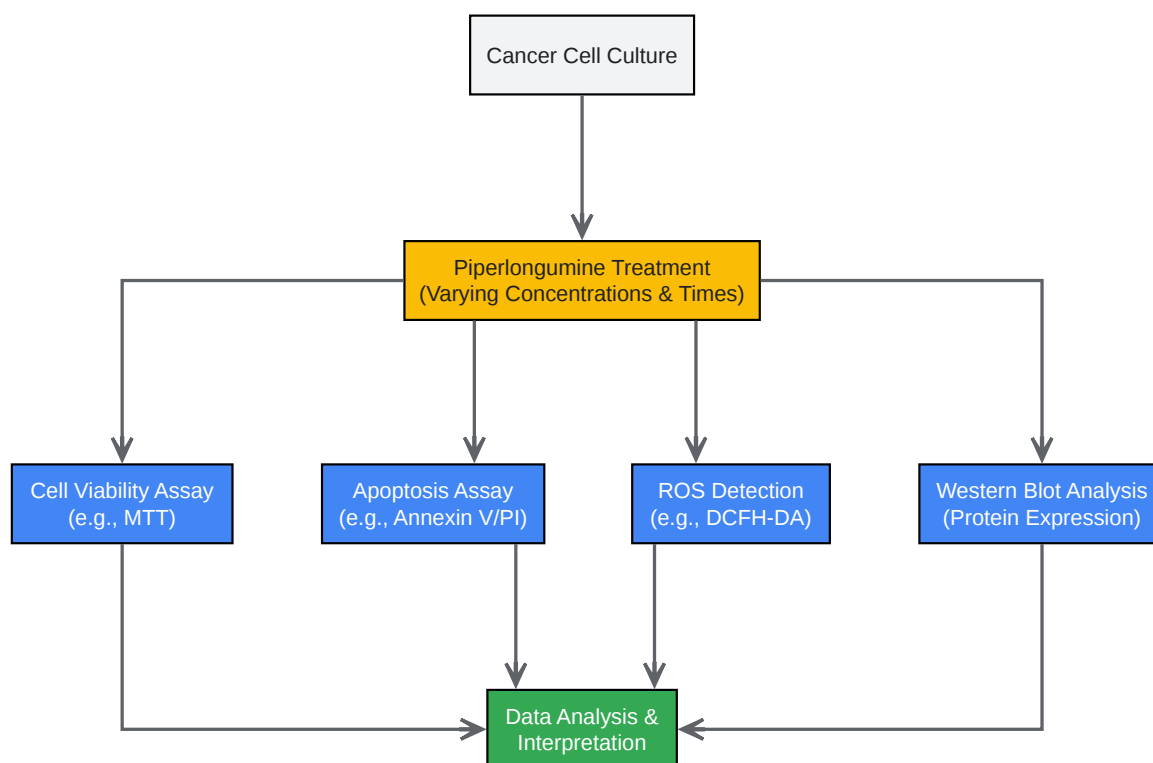 Cancer Cell Culture
Piperlongumine Treatment
(Varying Concentrations & Times)
Cell Viability Assay
(e.g., MTT)
Apoptosis Assay
(e.g., Annexin V/PI)
ROS Detection
(e.g., DCFH-DA)
Western Blot Analysis
(Protein Expression)
Data Analysis &
Interpretation